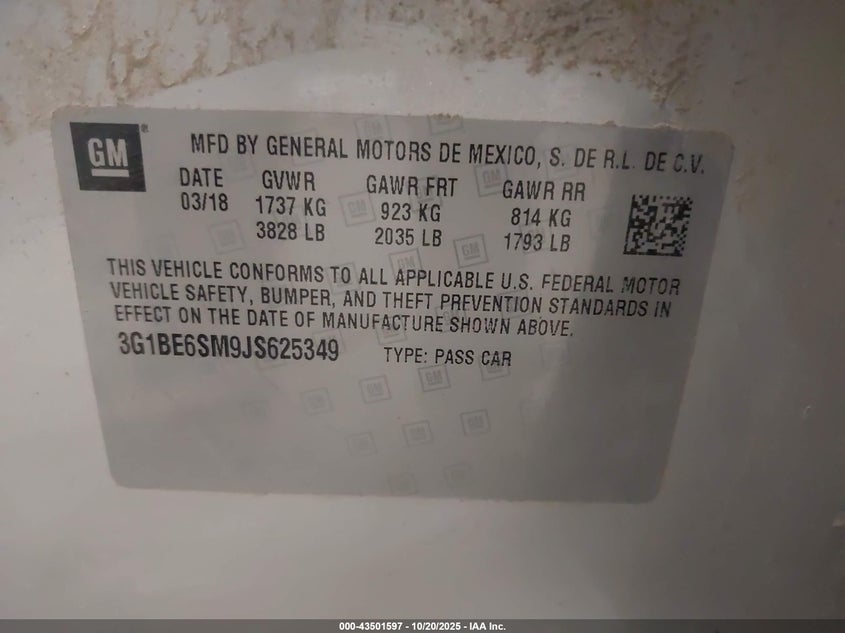 GM ®
MFD BY GENERAL MOTORS DE MEXICO, S. DE R.L. DE C.V.
DATE GVWR GAWR FRT GAWR RR
03/18 1737 KG 923 KG 814 KG
3828 LB 2035 LB 1793 LB
THIS VEHICLE CONFORMS TO ALL APPLICABLE U.S. FEDERAL MOTOR
VEHICLE SAFETY, BUMPER, AND THEFT PREVENTION STANDARDS IN
EFFECT ON THE DATE OF MANUFACTURE SHOWN ABOVE.
3G1BE6SM9JS625349 TYPE: PASS CAR
000-43501597 - 10/20/2025 - IAA Inc.